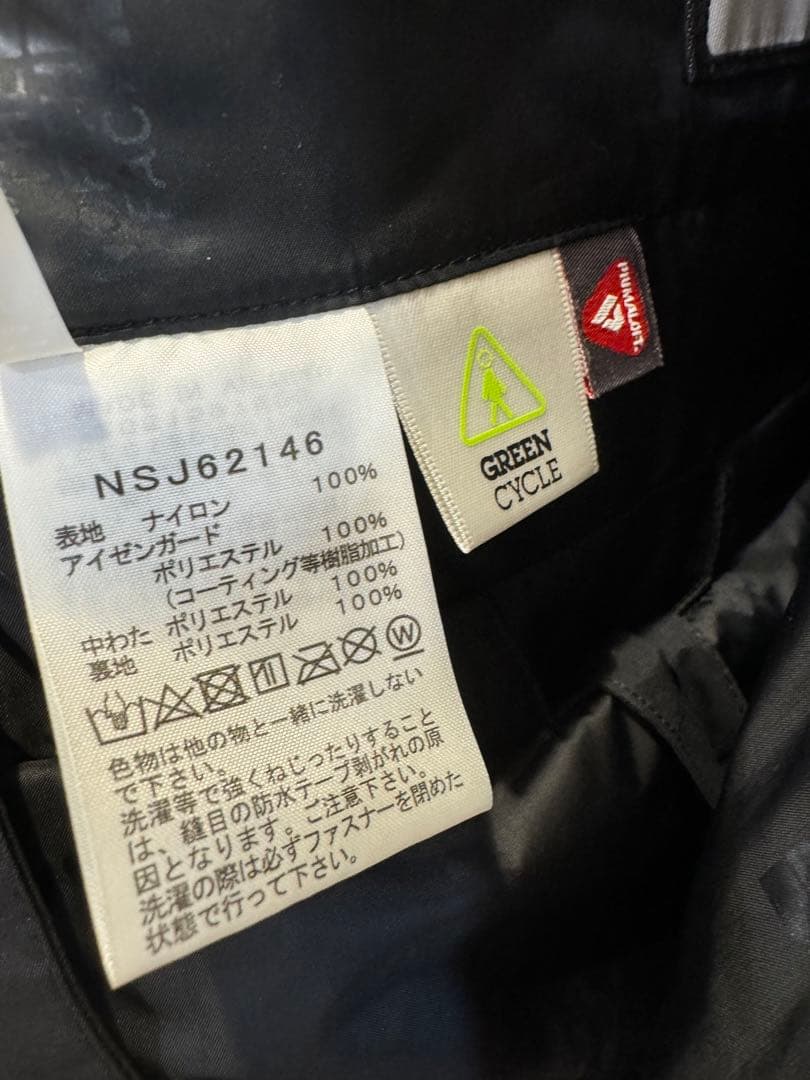 NSJ62146
表地 ナイロン 100%
アイゼンガード
ポリエステル 100%
(コーティング等樹脂加工)
中わた ポリエステル 100%
裏地 ポリエステル 100%
W
色物は他の物と一緒に洗濯しない
で下さい。
洗濯等で強くねじったりすること
は、縫目の防水テープ剥がれの原
因となります。ご注意下さい。
洗濯の際は必ずファスナーを閉めた
状態で行って下さい。
GREEN
CYCLE